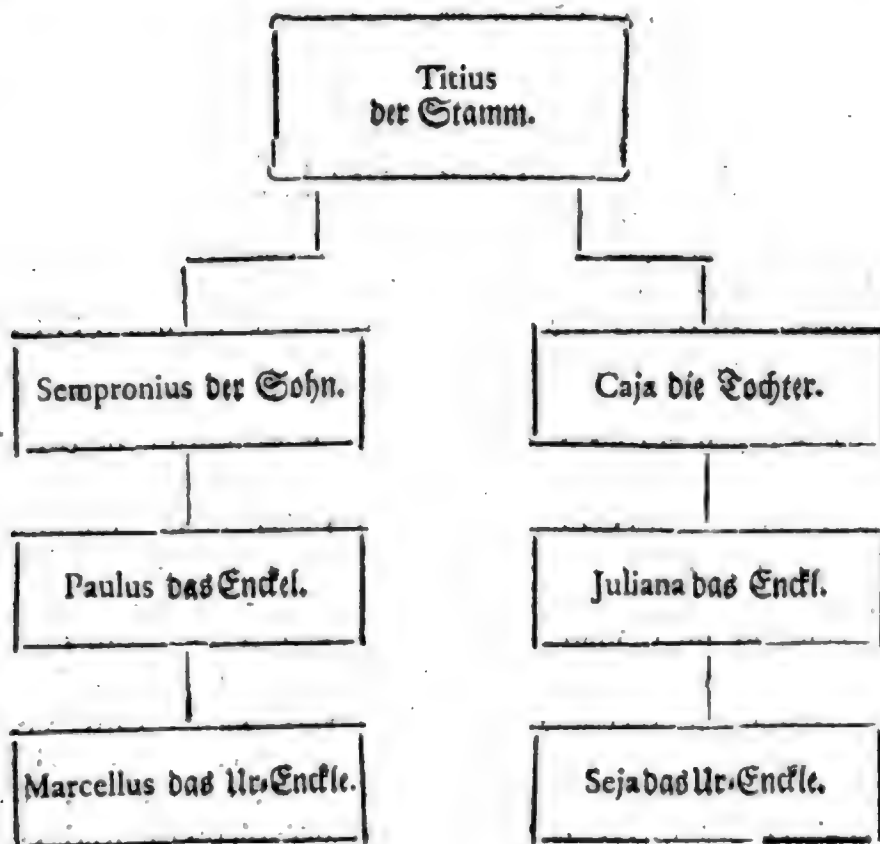 Titius
der Stamm.
Sempronius der Sohn.
Caja die Tochter.
Paulus das Enckel.
Juliana das Enckl.
Marcellus das Ur-Enckle.
Seja das Ur-Enckle.